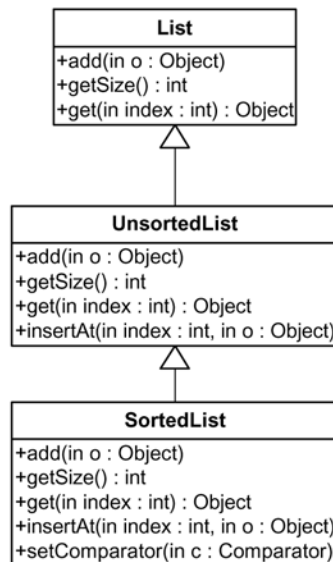 List
+add(in o : Object)
+getSize() : int
+get(in index : int) : Object
UnsortedList
+add(in o : Object)
+getSize() : int
+get(in index : int) : Object
+insertAt(in index : int, in o : Object)
SortedList
+add(in o : Object)
+getSize() : int
+get(in index : int) : Object
+insertAt(in index : int, in o : Object)
+setComparator(in c : Comparator)